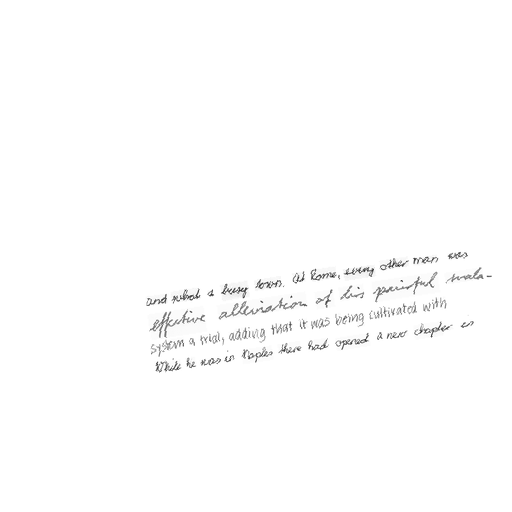 and what a busy town. At Rome, every other man was
effective alleviation of his painful mala-
system a trial, adding that it was being cultivated with
While he was in Naples there had opened a new chapter in